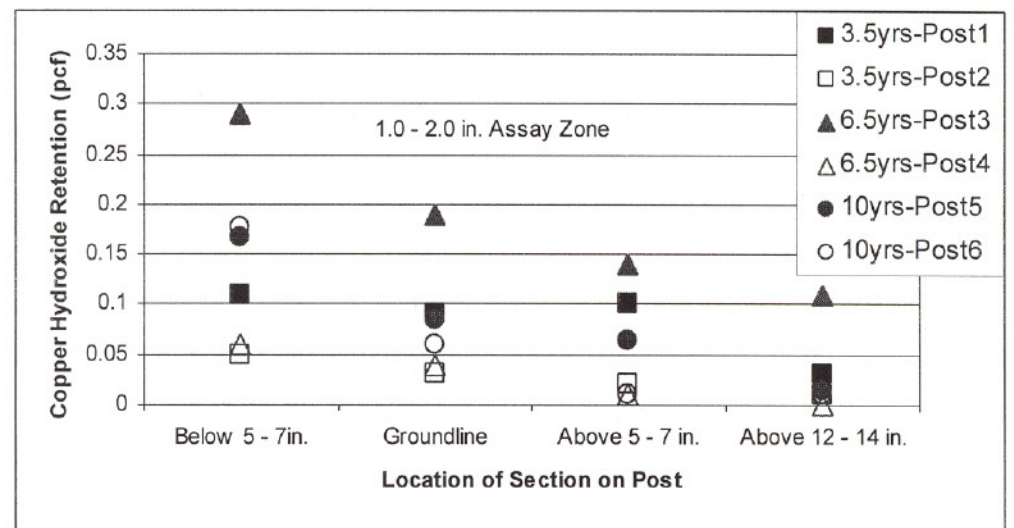 Copper Hydroxide Retention (pcf)
0.35
0.3
0.25
0.2
0.15
0.1
0.05
0
1.0 - 2.0 in. Assay Zone
3.5yrs-Post1
3.5yrs-Post2
6.5yrs-Post3
6.5yrs-Post4
10yrs-Post5
10yrs-Post6
Below 5 - 7in. Groundline Above 5 - 7 in. Above 12 - 14 in.
Location of Section on Post